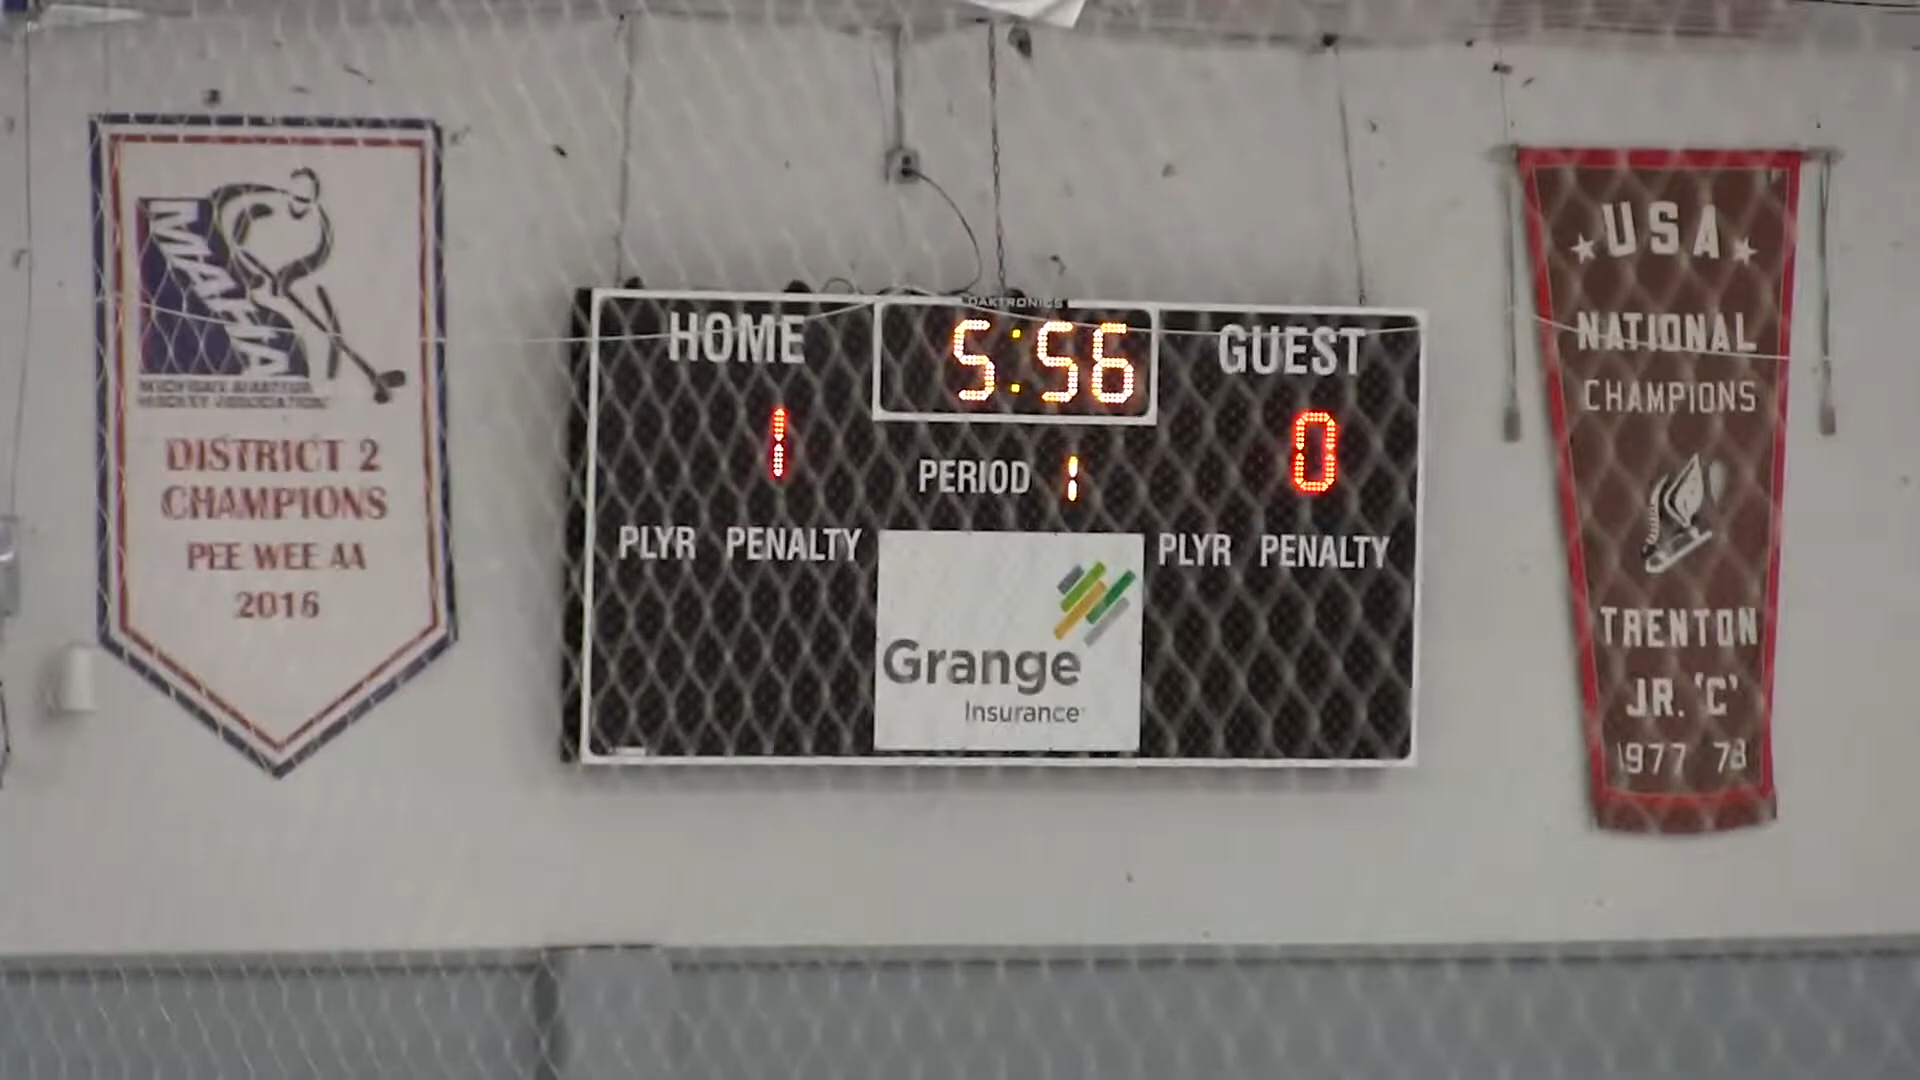 MAHA
MICHIGAN AMATEUR
HOCKEY ASSOCIATION
DISTRICT 2
CHAMPIONS
PEE WEE AA
2016
DAKTRONICS
HOME
5:56
GUEST
1
PERIOD 1
0
PLYR PENALTY
PLYR PENALTY
Grange
Insurance
USA
NATIONAL
CHAMPIONS
TRENTON
JR. 'C'
1977 78